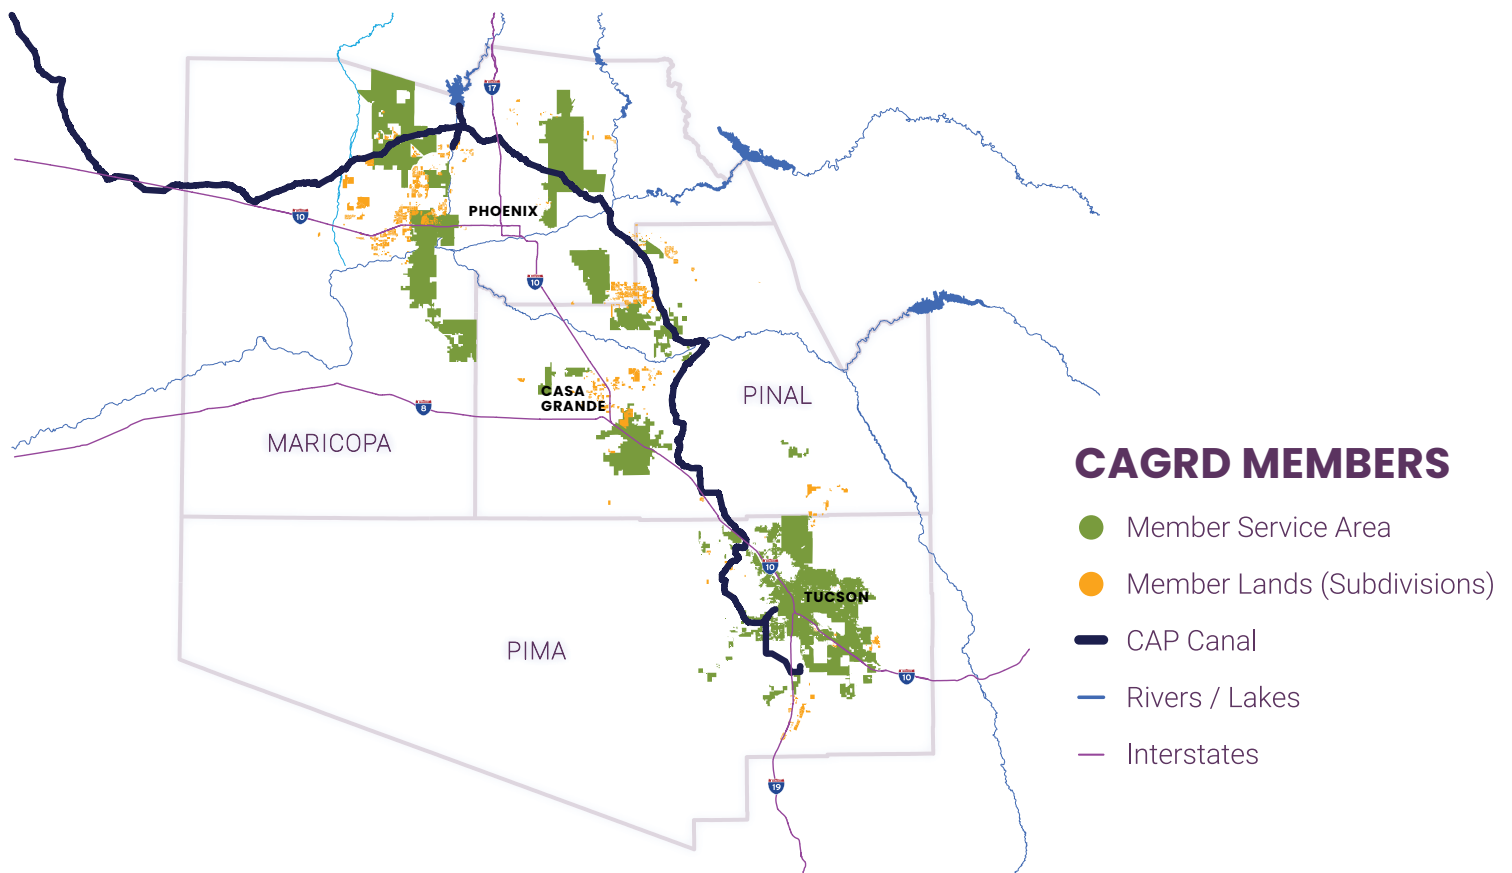 17
PHOENIX
10
10
CASA
GRANDE
8
PINAL
MARICOPA
10
TUCSON
PIMA
10
19
CAGRD MEMBERS
Member Service Area
Member Lands (Subdivisions)
CAP Canal
Rivers / Lakes
Interstates